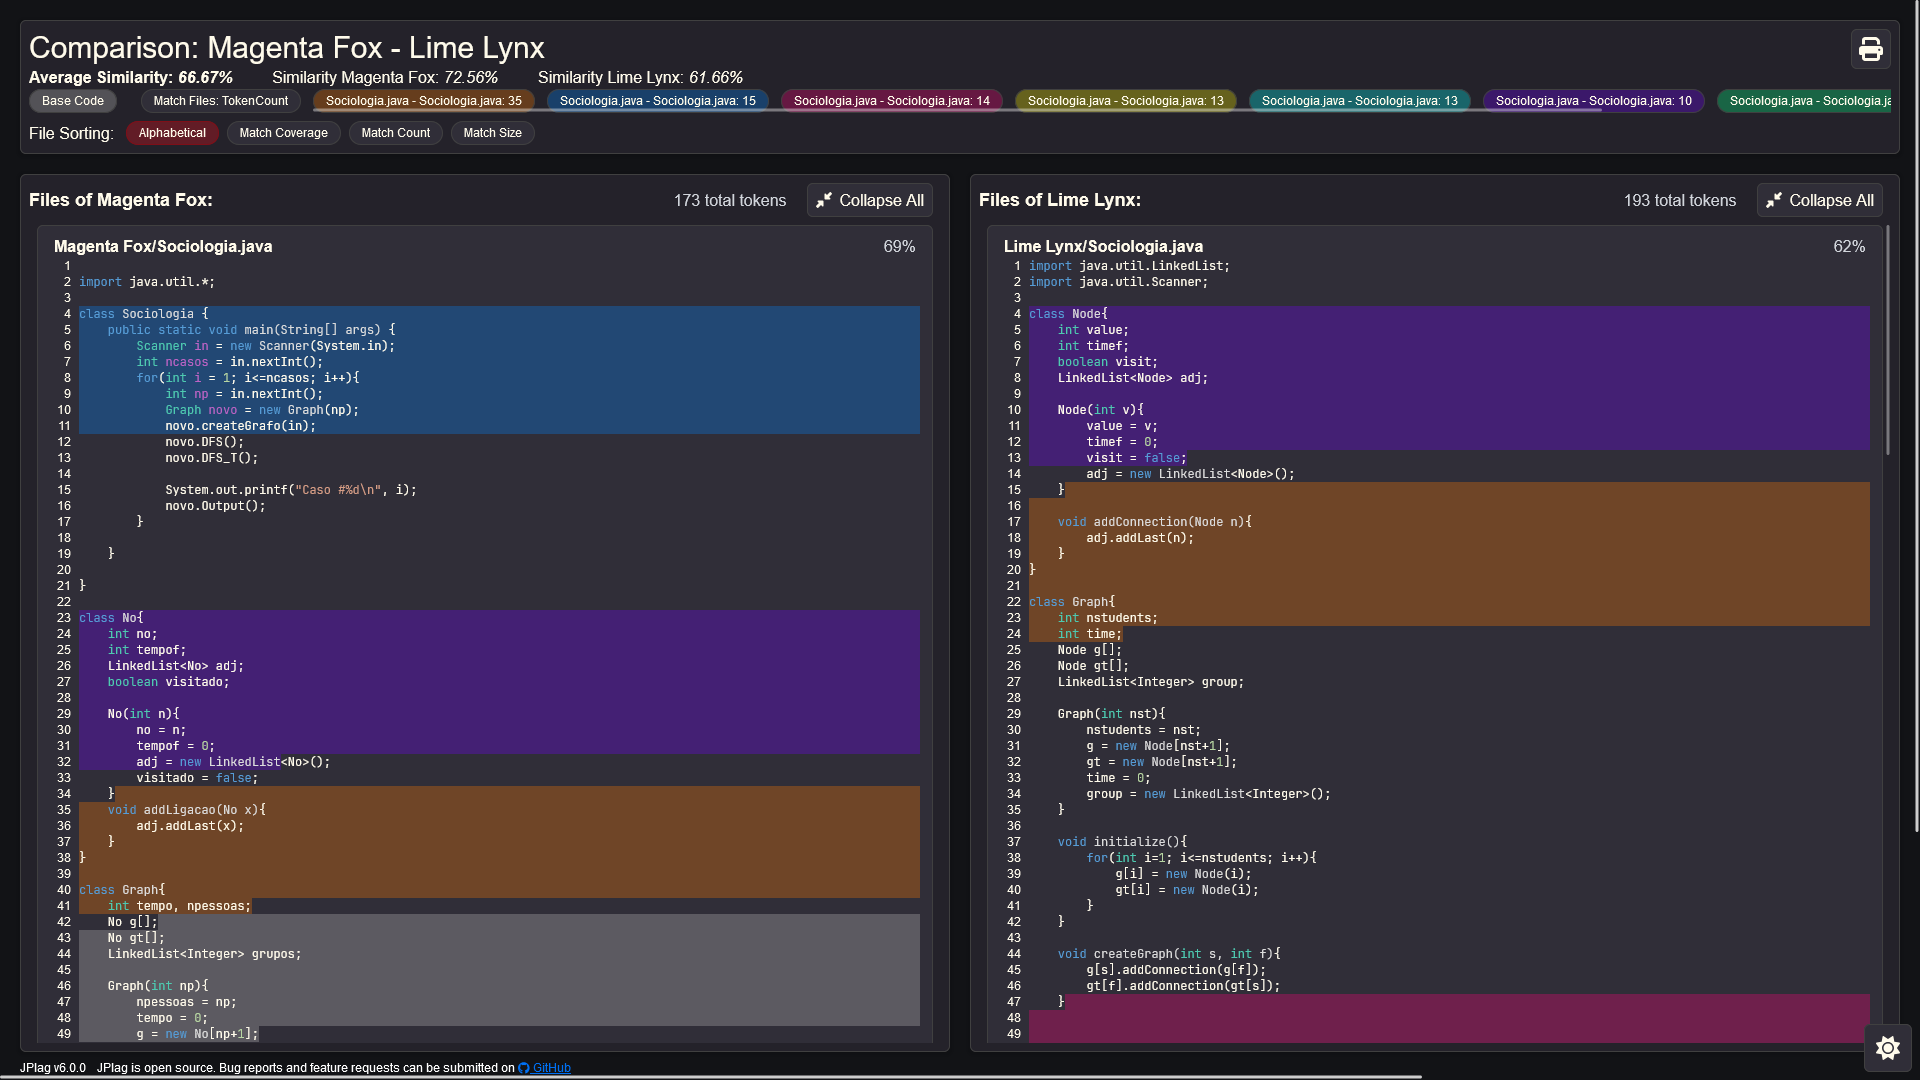 Comparison: Magenta Fox - Lime Lynx
Average Similarity: 66.67% Similarity Magenta Fox: 72.56% Similarity Lime Lynx: 61.66%
Base Code Match Files: TokenCount Sociologia.java - Sociologia.java: 35 Sociologia.java - Sociologia.java: 15 Sociologia.java - Sociologia.java: 14 Sociologia.java - Sociologia.java: 13 Sociologia.java - Sociologia.java: 13 Sociologia.java - Sociologia.java: 10 Sociologia.java - Sociologia.ja
File Sorting: Alphabetical Match Coverage Match Count Match Size
Files of Magenta Fox: 173 total tokens Collapse All
Magenta Fox/Sociologia.java 69%
1
2 import java.util.*;
3
4 class Sociologia {
5     public static void main(String[] args) {
6         Scanner in = new Scanner(System.in);
7         int ncasos = in.nextInt();
8         for(int i = 1; i<=ncasos; i++){
9             int np = in.nextInt();
10             Graph novo = new Graph(np);
11             novo.createGrafo(in);
12             novo.DFS();
13             novo.DFS_T();
14
15             System.out.printf("Caso #%d\n", i);
16             novo.Output();
17         }
18
19     }
20
21 }
22
23 class No{
24     int no;
25     int tempof;
26     LinkedList<No> adj;
27     boolean visitado;
28
29     No(int n){
30         no = n;
31         tempof = 0;
32         adj = new LinkedList<No>();
33         visitado = false;
34     }
35     void addLigacao(No x){
36         adj.addLast(x);
37     }
38 }
39
40 class Graph{
41     int tempo, npessoas;
42     No g[];
43     No gt[];
44     LinkedList<Integer> grupos;
45
46     Graph(int np){
47         npessoas = np;
48         tempo = 0;
49         g = new No[np+1];
Files of Lime Lynx: 193 total tokens Collapse All
Lime Lynx/Sociologia.java 62%
1 import java.util.LinkedList;
2 import java.util.Scanner;
3
4 class Node{
5     int value;
6     int timef;
7     boolean visit;
8     LinkedList<Node> adj;
9
10     Node(int v){
11         value = v;
12         timef = 0;
13         visit = false;
14         adj = new LinkedList<Node>();
15     }
16
17     void addConnection(Node n){
18         adj.addLast(n);
19     }
20 }
21
22 class Graph{
23     int nstudents;
24     int time;
25     Node g[];
26     Node gt[];
27     LinkedList<Integer> group;
28
29     Graph(int nst){
30         nstudents = nst;
31         g = new Node[nst+1];
32         gt = new Node[nst+1];
33         time = 0;
34         group = new LinkedList<Integer>();
35     }
36
37     void initialize(){
38         for(int i=1; i<=nstudents; i++){
39             g[i] = new Node(i);
40             gt[i] = new Node(i);
41         }
42     }
43
44     void createGraph(int s, int f){
45         g[s].addConnection(g[f]);
46         gt[f].addConnection(gt[s]);
47     }
48
49
JPlag v6.0.0 JPlag is open source. Bug reports and feature requests can be submitted on GitHub